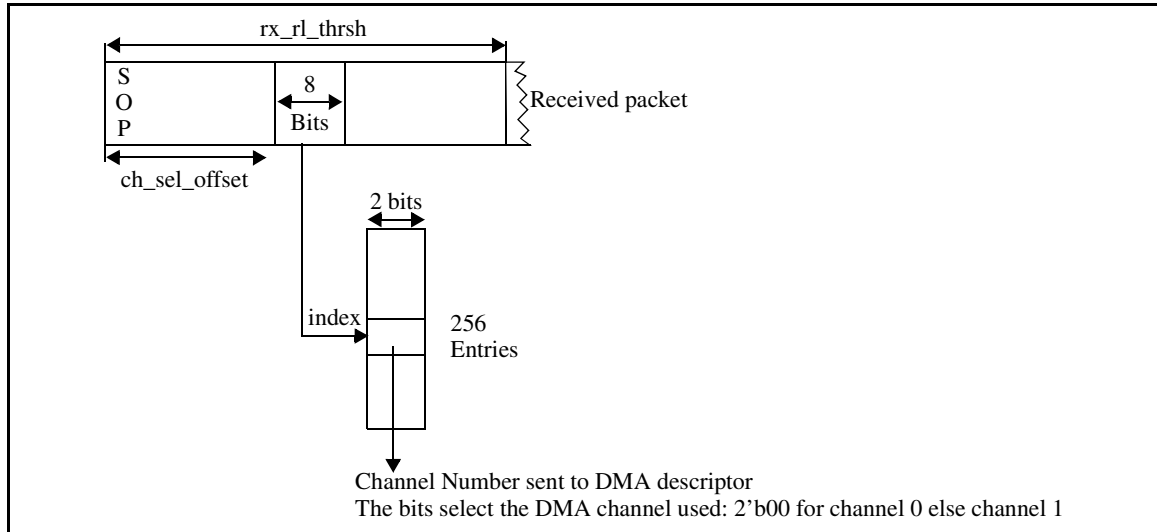 rx_rl_thrsh
S
O
P
8
Bits
Received packet
ch_sel_offset
2 bits
index
256
Entries
Channel Number sent to DMA descriptor
The bits select the DMA channel used: 2’b00 for channel 0 else channel 1